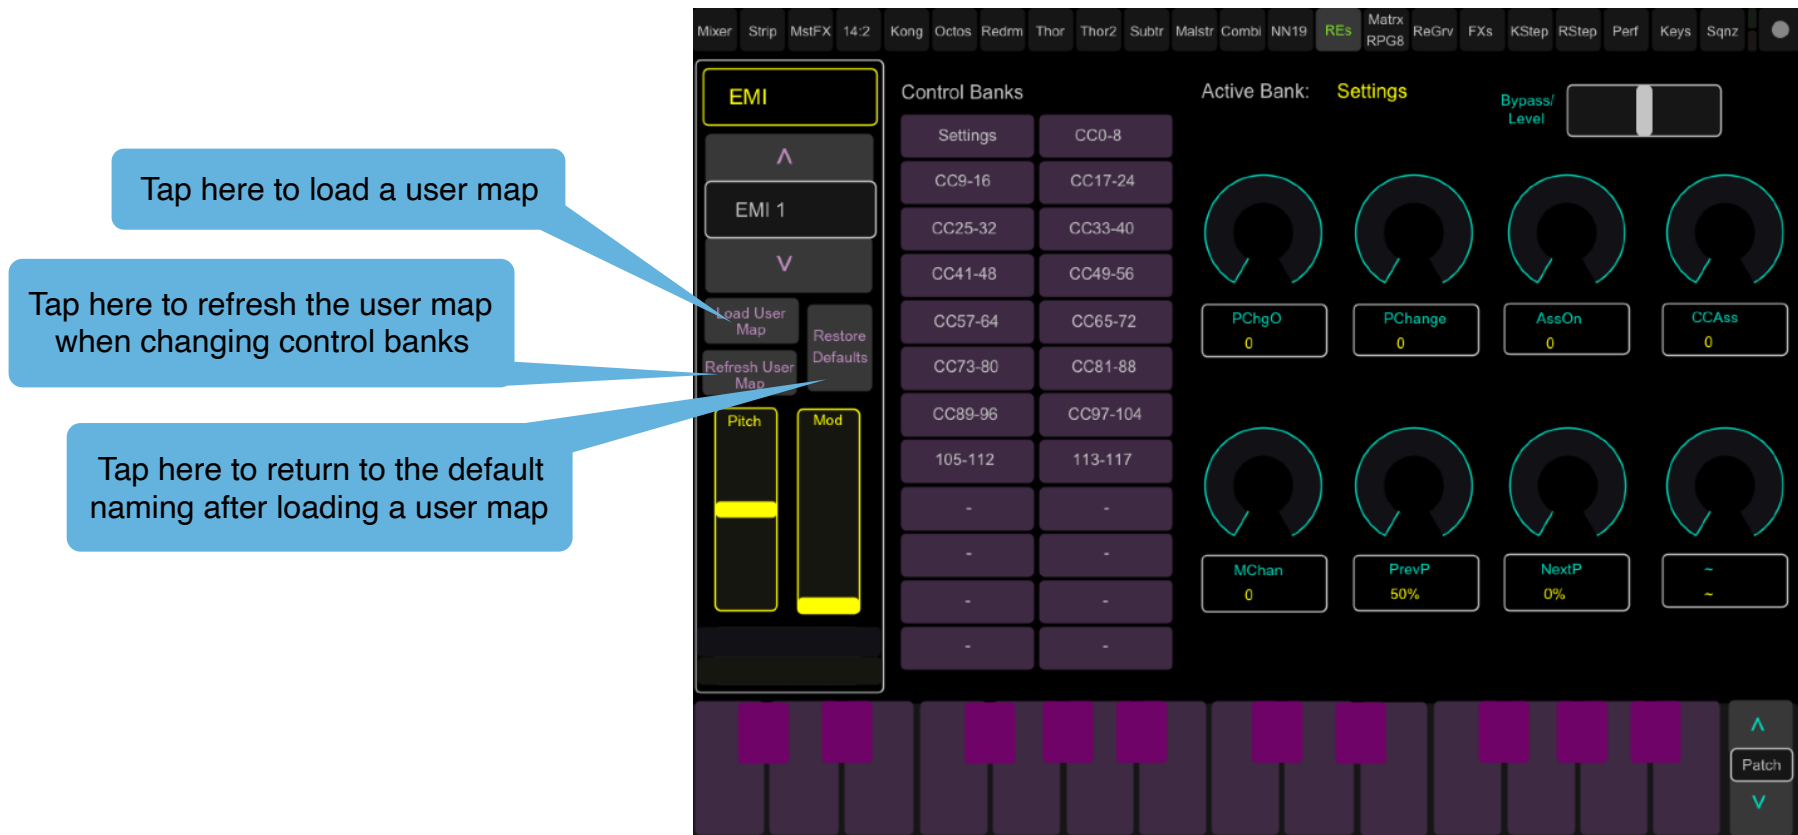 Mixer Strip MstFX 14:2 Kong Octos Redrm Thor Thor2 Subtr Malstr Combi NN19 REs Matrx RPG8 ReGrv FXs KStep RStep Perf Keys Sqnz
EMI
Control Banks
Active Bank: Settings
Bypass/
Level
Tap here to load a user map
Tap here to refresh the user map
when changing control banks
Tap here to return to the default
naming after loading a user map
^
EMI 1
v
Load User
Map
Restore
Defaults
Refresh User
Map
Pitch
Mod
Settings CC0-8
CC9-16 CC17-24
CC25-32 CC33-40
CC41-48 CC49-56
CC57-64 CC65-72
CC73-80 CC81-88
CC89-96 CC97-104
105-112 113-117
- -
- -
- -
- -
PChgO PChange AssOn CCAss
0 0 0 0
MChan PrevP NextP ~
0 50% 0% ~
^
Patch
v